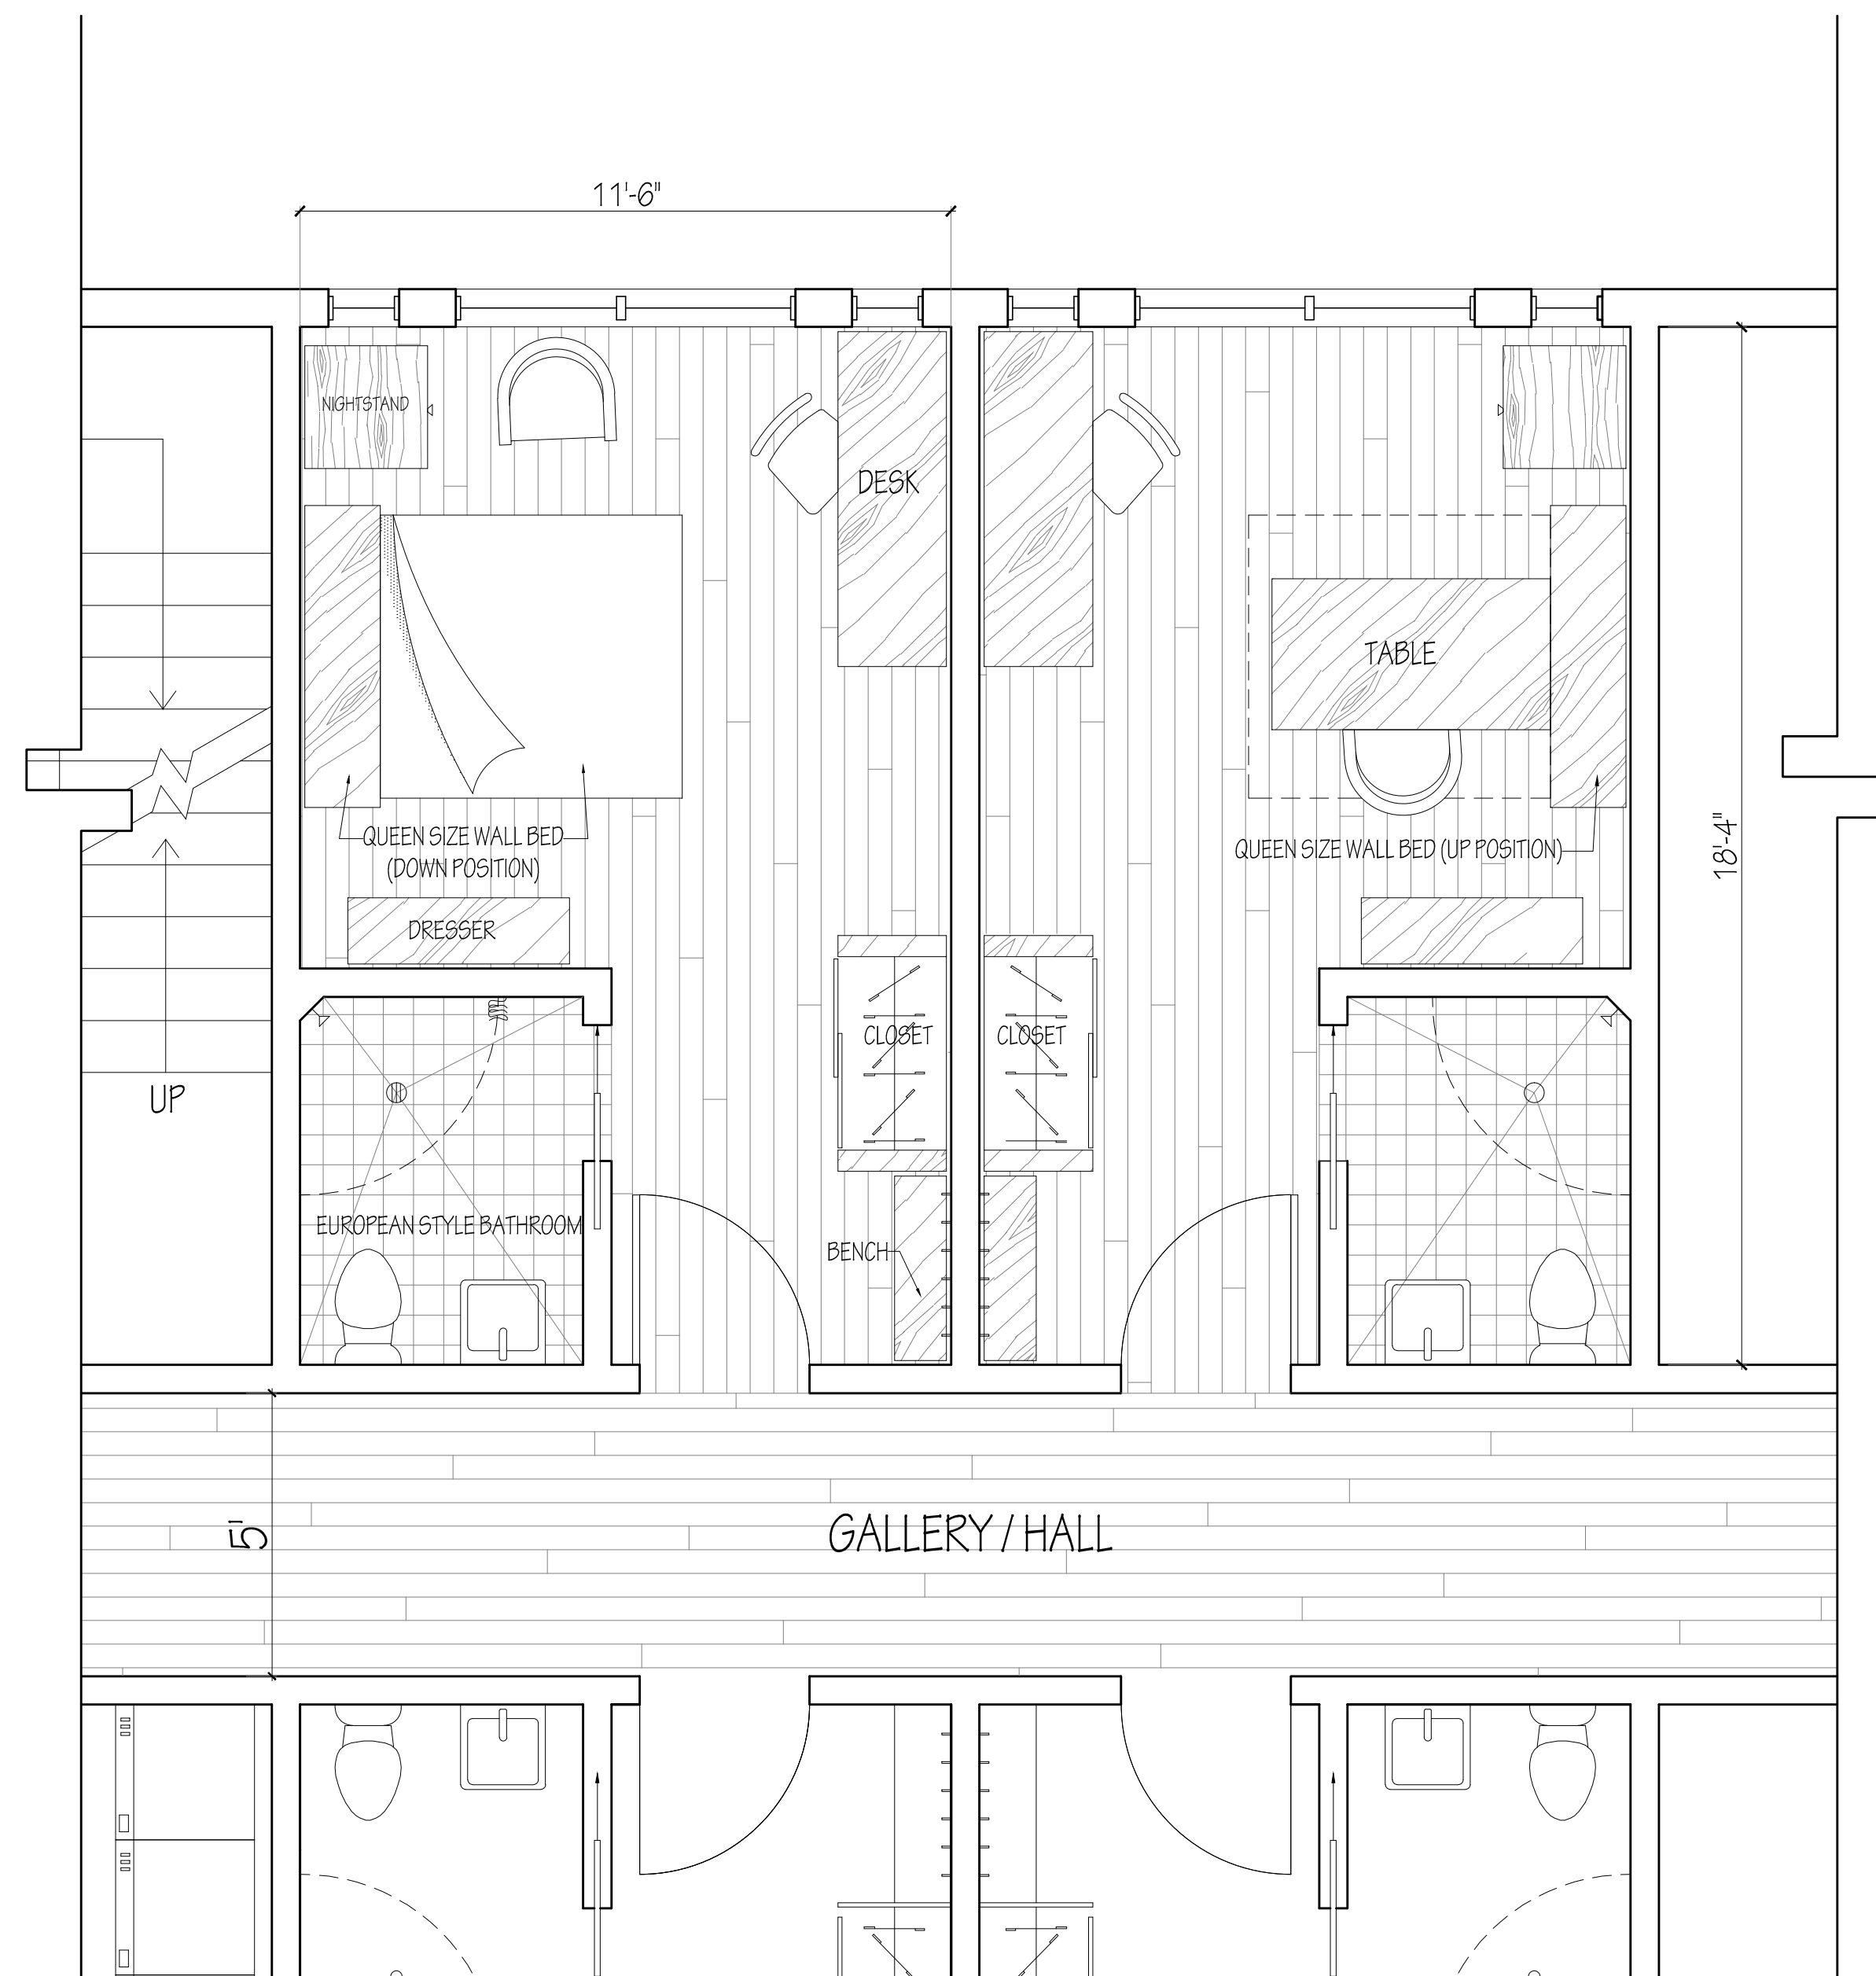 11'-6"
NIGHTSTAND
DESK
TABLE
QUEEN SIZE WALL BED
(DOWN POSITION)
QUEEN SIZE WALL BED (UP POSITION)
18'-4"
DRESSER
CLOSET
CLOSET
UP
EUROPEAN STYLE BATHROOM
BENCH
5'
GALLERY / HALL